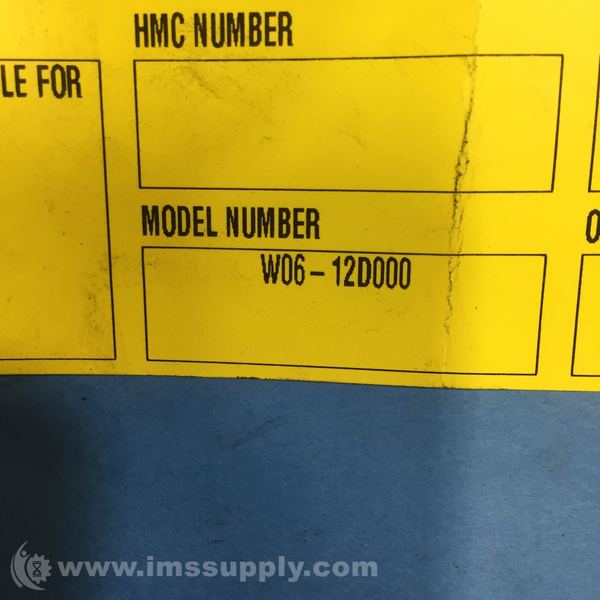 HMC NUMBER
LE FOR
MODEL NUMBER
O
W06-12D000
www.imssupply.com